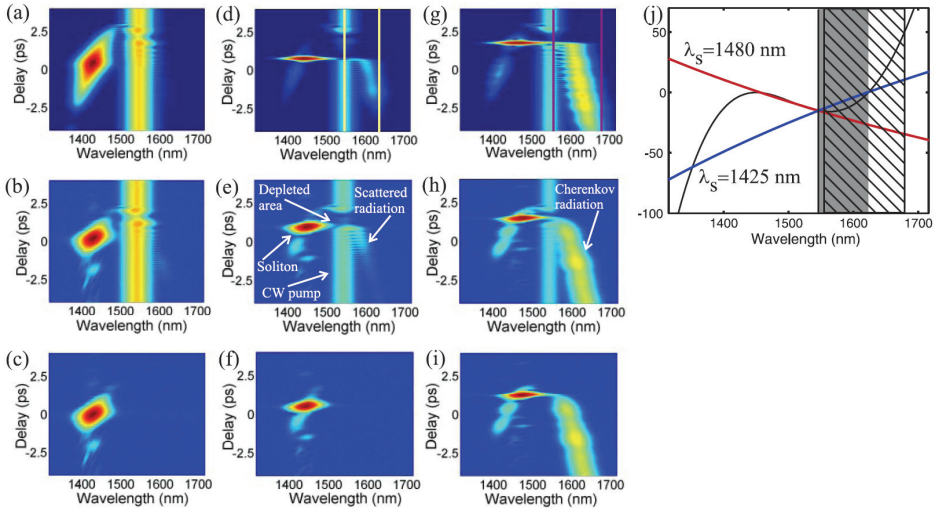 (a)
Delay (ps)
2.5
0
-2.5
1400 1500 1600 1700
Wavelength (nm)
(d)
Delay (ps)
2.5
0
-2.5
1400 1500 1600 1700
Wavelength (nm)
(g)
Delay (ps)
2.5
0
-2.5
1400 1500 1600 1700
Wavelength (nm)
(j)
50
0
-50
-100
λs=1480 nm
λs=1425 nm
1400 1500 1600 1700
Wavelength (nm)
(b)
Delay (ps)
2.5
0
-2.5
1400 1500 1600 1700
Wavelength (nm)
(e)
Delay (ps)
2.5
0
-2.5
Depleted
area
Scattered
radiation
Soliton
CW pump
1400 1500 1600 1700
Wavelength (nm)
(h)
Delay (ps)
2.5
0
-2.5
Cherenkov
radiation
1400 1500 1600 1700
Wavelength (nm)
(c)
Delay (ps)
2.5
0
-2.5
1400 1500 1600 1700
Wavelength (nm)
(f)
Delay (ps)
2.5
0
-2.5
1400 1500 1600 1700
Wavelength (nm)
(i)
Delay (ps)
2.5
0
-2.5
1400 1500 1600 1700
Wavelength (nm)